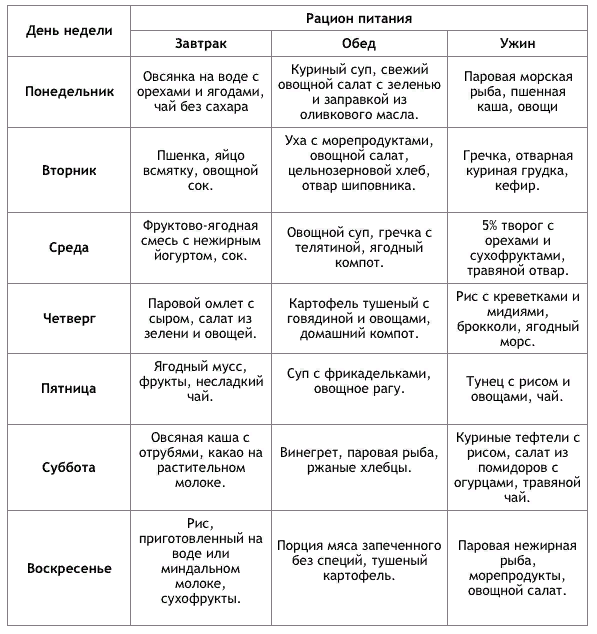 День недели
Рацион питания
Завтрак
Обед
Ужин
Понедельник
Овсянка на воде с
орехами и ягодами,
чай без сахара
Куриный суп, свежий
овощной салат с зеленью
и заправкой из
оливкового масла.
Паровая морская
рыба, пшенная
каша, овощи
Вторник
Пшенка, яйцо
всмятку, овощной
сок.
Уха с морепродуктами,
овощной салат,
цельнозерновой хлеб,
отвар шиповника.
Гречка, отварная
куриная грудка,
кефир.
Среда
Фруктово-ягодная
смесь с нежирным
йогуртом, сок.
Овощной суп, гречка с
телятиной, ягодный
компот.
5% творог с
орехами и
сухофруктами,
травяной отвар.
Четверг
Паровой омлет с
сыром, салат из
зелени и овощей.
Картофель тушеный с
говядиной и овощами,
домашний компот.
Рис с креветками и
мидиями,
брокколи, ягодный
морс.
Пятница
Ягодный мусс,
фрукты, несладкий
чай.
Суп с фрикадельками,
овощное рагу.
Тунец с рисом и
овощами, чай.
Суббота
Овсяная каша с
отрубями, какао на
растительном
молоке.
Винегрет, паровая рыба,
ржаные хлебцы.
Куриные тефтели с
рисом, салат из
помидоров с
огурцами, травяной
чай.
Воскресенье
Рис,
приготовленный на
воде или
миндальном
молоке,
сухофрукты.
Порция мяса запеченного
без специй, тушеный
картофель.
Паровая нежирная
рыба,
морепродукты,
овощной салат.